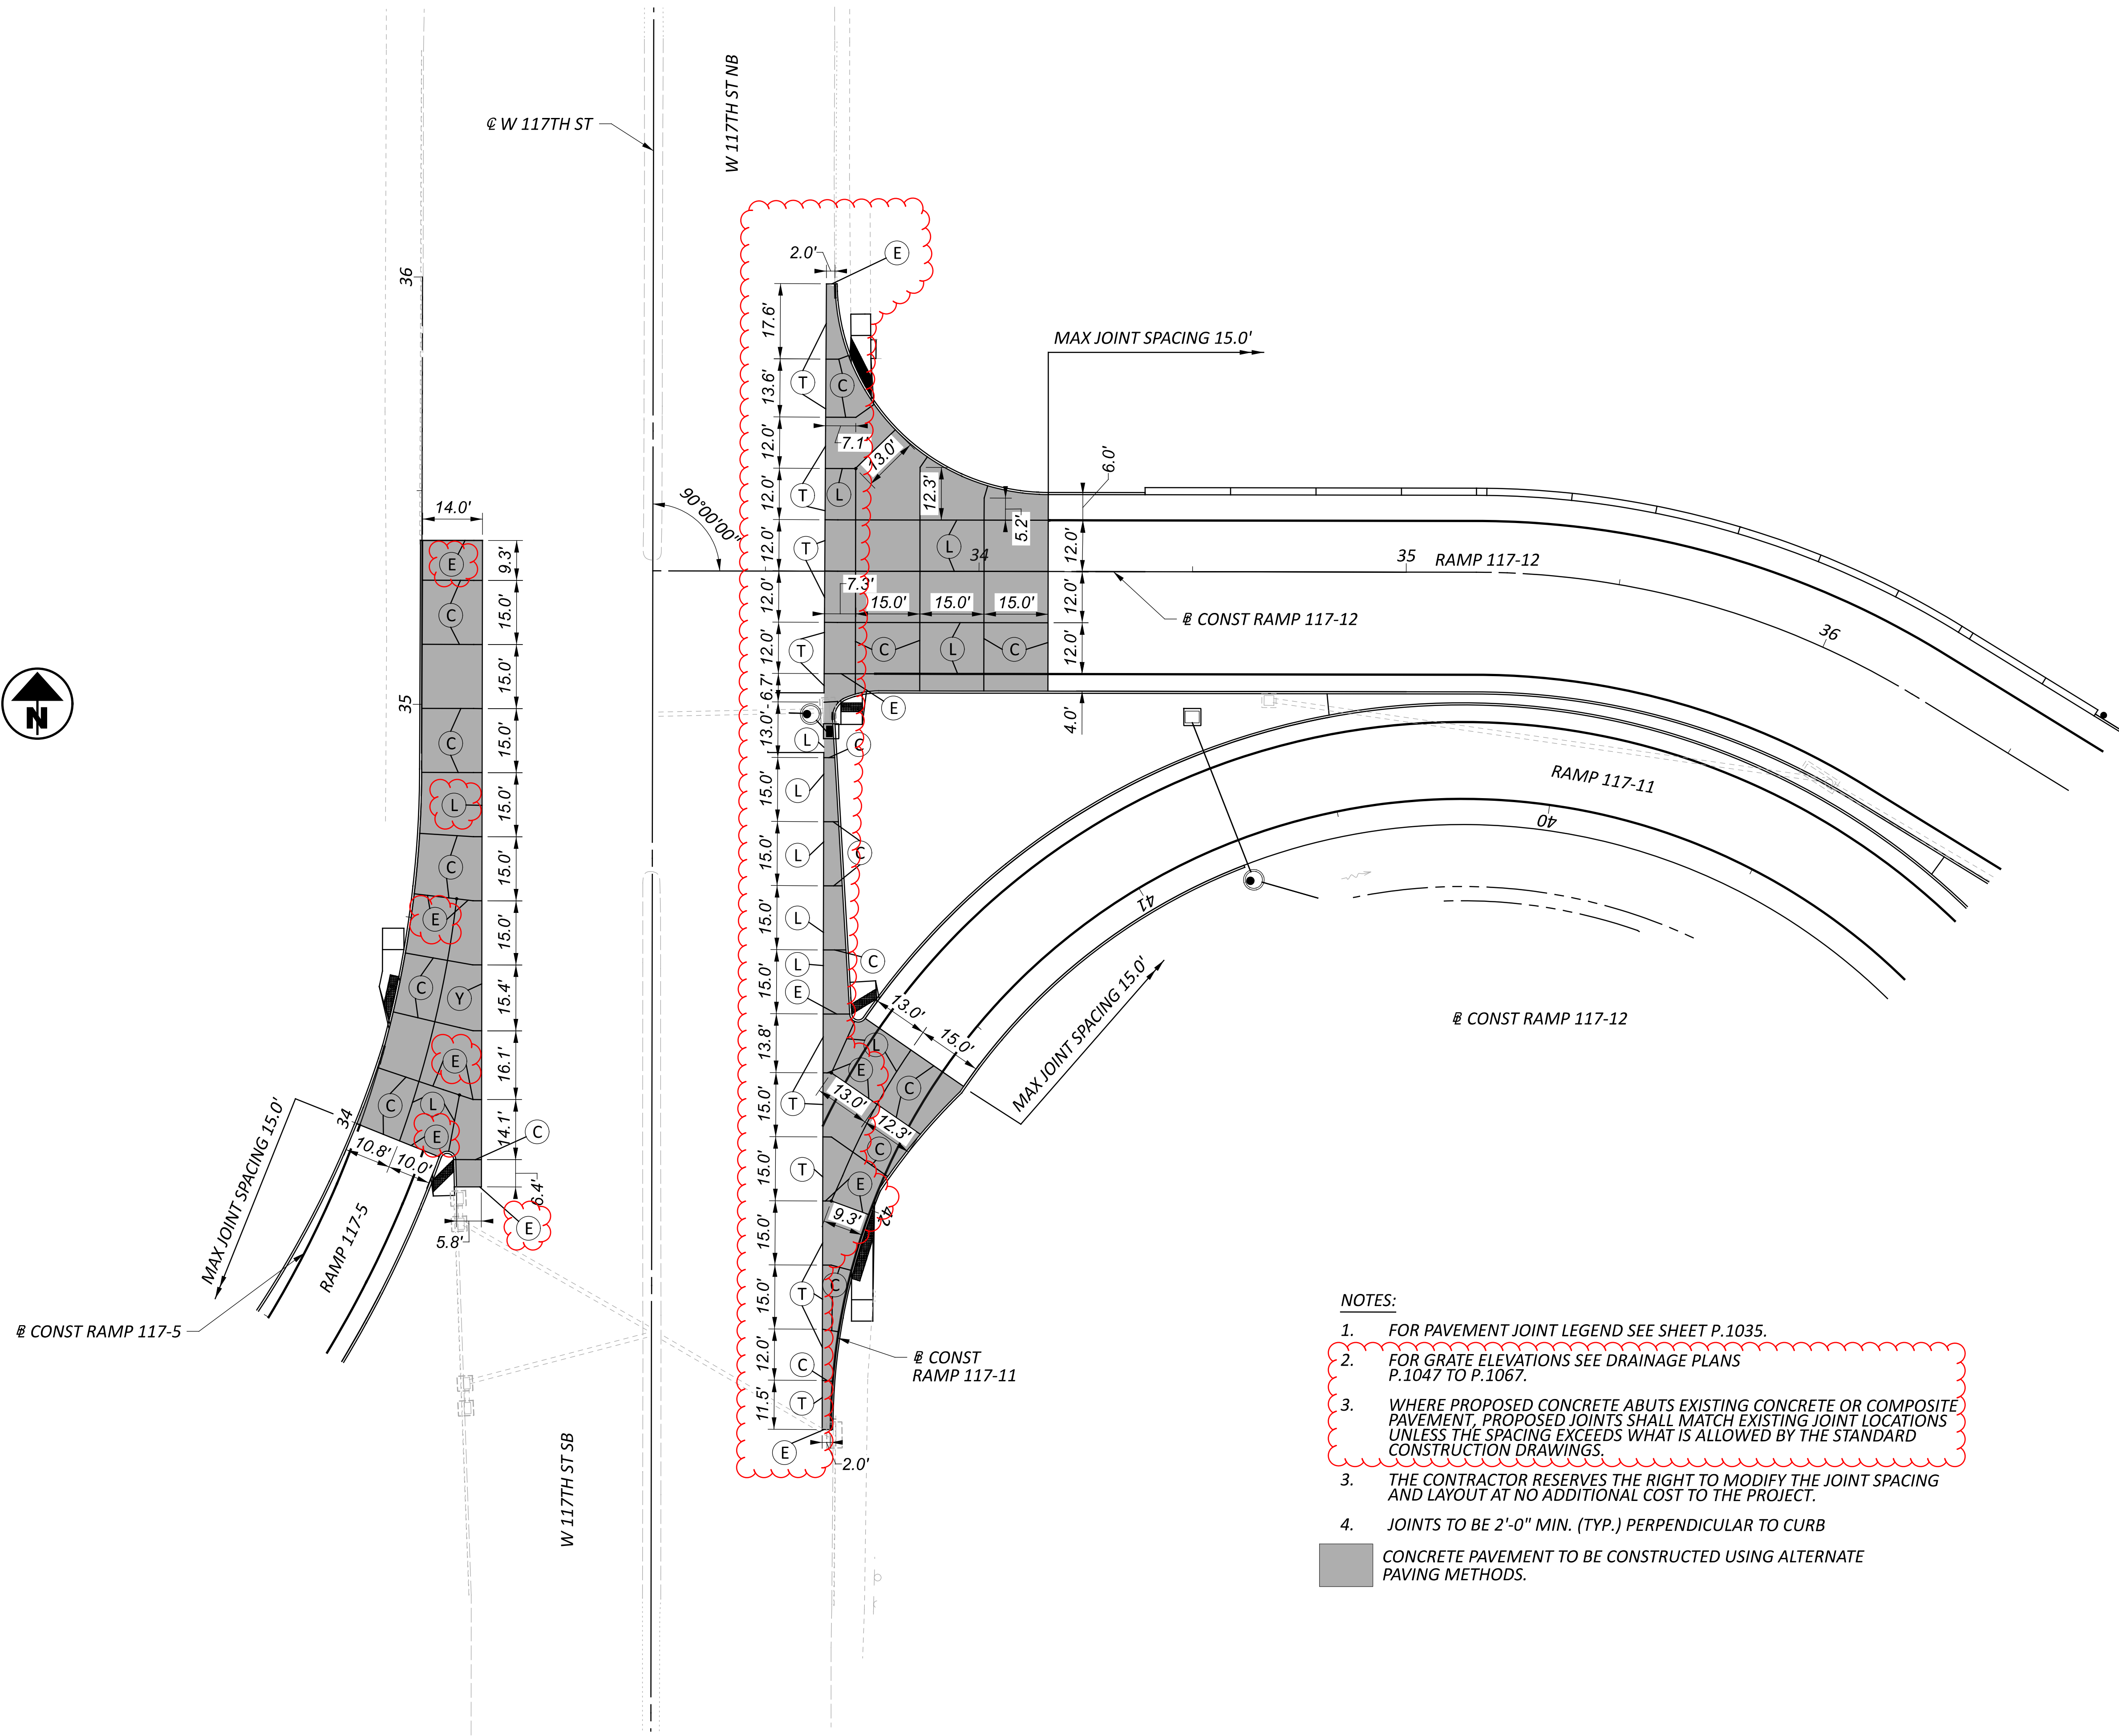 W 117TH ST NB
℄ W 117TH ST
2.0'
E
36
17.6'
MAX JOINT SPACING 15.0'
T
C
13.6'
12.0'
7.1'
13.0'
6.0'
T
L
12.0'
12.3'
14.0'
90°00'00"
5.2'
E
9.3'
T
12.0'
L
34
12.0'
35
RAMP 117-12
7.3'
12.0'
15.0'
15.0'
15.0'
12.0'
C
15.0'
℄ CONST RAMP 117-12
36
T
12.0'
C
L
C
12.0'
15.0'
N
35
6.7'
E
4.0'
13.0'
L
C
C
15.0'
RAMP 117-11
L
15.0'
L
15.0'
40
C
15.0'
L
15.0'
C
41
E
15.0'
L
15.0'
C
L
15.0'
C
Y
15.4'
E
13.0'
15.0'
MAX JOINT SPACING 15.0'
℄ CONST RAMP 117-12
E
16.1'
13.8'
L
E
C
C
L
T
15.0'
13.0'
12.3'
MAX JOINT SPACING 15.0'
34
E
14.1'
C
C
10.8'
10.0'
T
15.0'
E
6.4'
E
9.3'
42
15.0'
5.8'
RAMP 117-5
T
15.0'
C
℄ CONST RAMP 117-5
12.0'
C
℄ CONST
RAMP 117-11
T
11.5'
E
2.0'
W 117TH ST SB
NOTES:
1. FOR PAVEMENT JOINT LEGEND SEE SHEET P.1035.
2. FOR GRATE ELEVATIONS SEE DRAINAGE PLANS
P.1047 TO P.1067.
3. WHERE PROPOSED CONCRETE ABUTS EXISTING CONCRETE OR COMPOSITE
PAVEMENT, PROPOSED JOINTS SHALL MATCH EXISTING JOINT LOCATIONS
UNLESS THE SPACING EXCEEDS WHAT IS ALLOWED BY THE STANDARD
CONSTRUCTION DRAWINGS.
3. THE CONTRACTOR RESERVES THE RIGHT TO MODIFY THE JOINT SPACING
AND LAYOUT AT NO ADDITIONAL COST TO THE PROJECT.
4. JOINTS TO BE 2'-0" MIN. (TYP.) PERPENDICULAR TO CURB
CONCRETE PAVEMENT TO BE CONSTRUCTED USING ALTERNATE
PAVING METHODS.